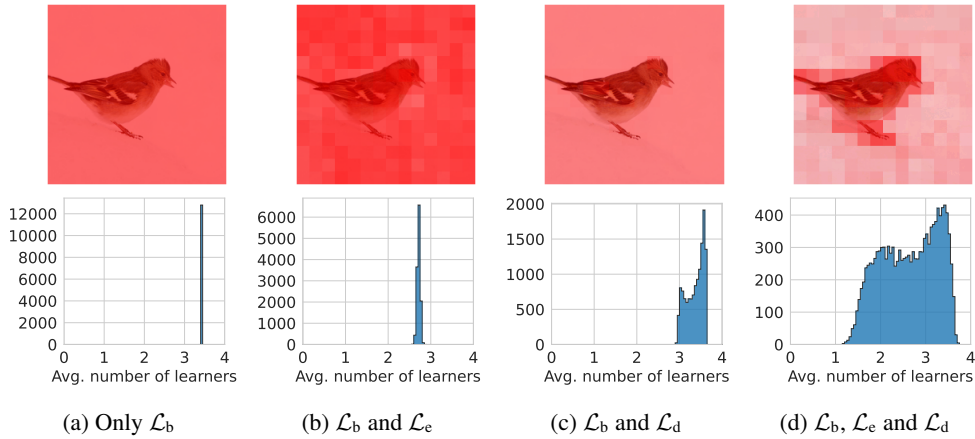 12000
10000
8000
6000
4000
2000
0
0 1 2 3 4
Avg. number of learners
(a) Only ℒb
6000
5000
4000
3000
2000
1000
0
0 1 2 3 4
Avg. number of learners
(b) ℒb and ℒe
2000
1500
1000
500
0
0 1 2 3 4
Avg. number of learners
(c) ℒb and ℒd
400
300
200
100
0
0 1 2 3 4
Avg. number of learners
(d) ℒb, ℒe and ℒd